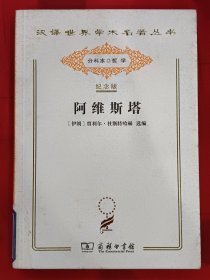 汉译世界学术名著丛书
分科本 哲学
纪念版
阿维斯塔
〔伊朗〕贾利尔·杜斯特哈赫 选编
商务印书馆